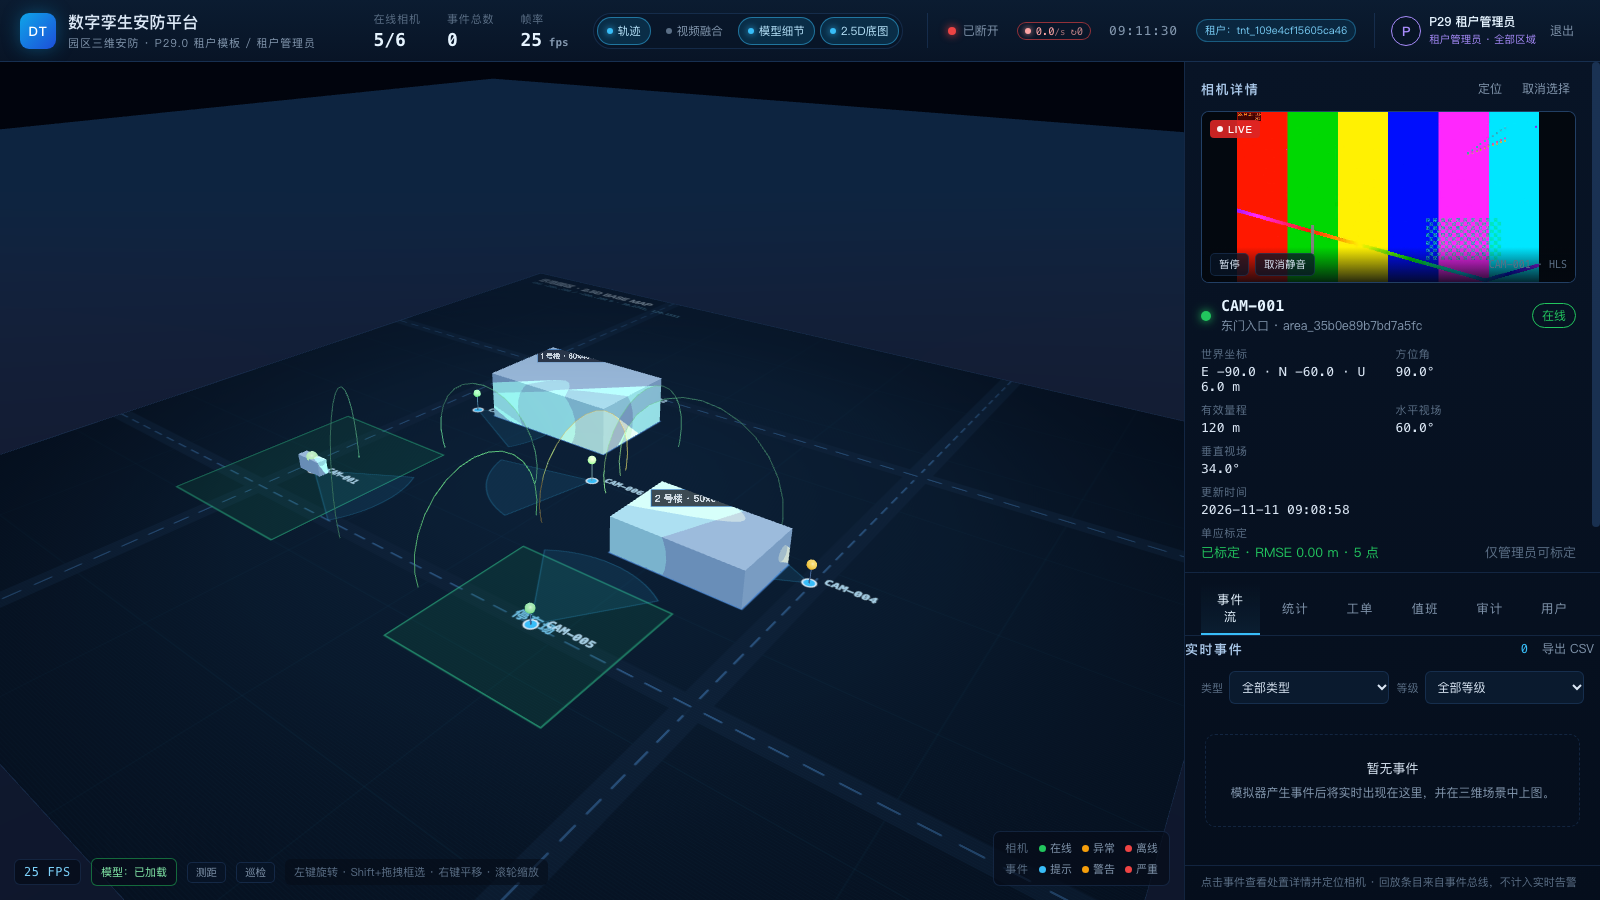 DT
数字孪生安防平台
园区三维安防 · P29.0 租户模板 / 租户管理员
在线相机
5/6
事件总数
0
帧率
25 fps
轨迹
视频融合
模型细节
2.5D底图
已断开
0.0/s ↻0
09:11:30
租户: tnt_109e4cf15605ca46
P
P29 租户管理员
租户管理员 · 全部区域
退出
1号楼 · 60x40
CAM-001
CAM-006
2 号楼 ·
CAM-004
停车场
CAM-005
25 FPS
模型: 已加载
测距
巡检
左键旋转 · Shift+拖拽框选 · 右键平移 · 滚轮缩放
相机 在线 异常 离线
事件 提示 警告 严重
相机详情
定位
取消选择
LIVE
暂停
取消静音
HLS
CAM-001
东门入口 · area_35b0e89b7bd7a5fc
在线
世界坐标
E -90.0 · N -60.0 · U
6.0 m
方位角
90.0°
有效量程
120 m
水平视场
60.0°
垂直视场
34.0°
更新时间
2026-11-11 09:08:58
单应标定
已标定 · RMSE 0.00 m · 5 点
仅管理员可标定
事件
流
统计
工单
值班
审计
用户
实时事件
0
导出 CSV
类型
全部类型
等级
全部等级
暂无事件
模拟器产生事件后将实时出现在这里，并在三维场景中上图。
点击事件查看处置详情并定位相机 · 回放条目来自事件总线，不计入实时告警